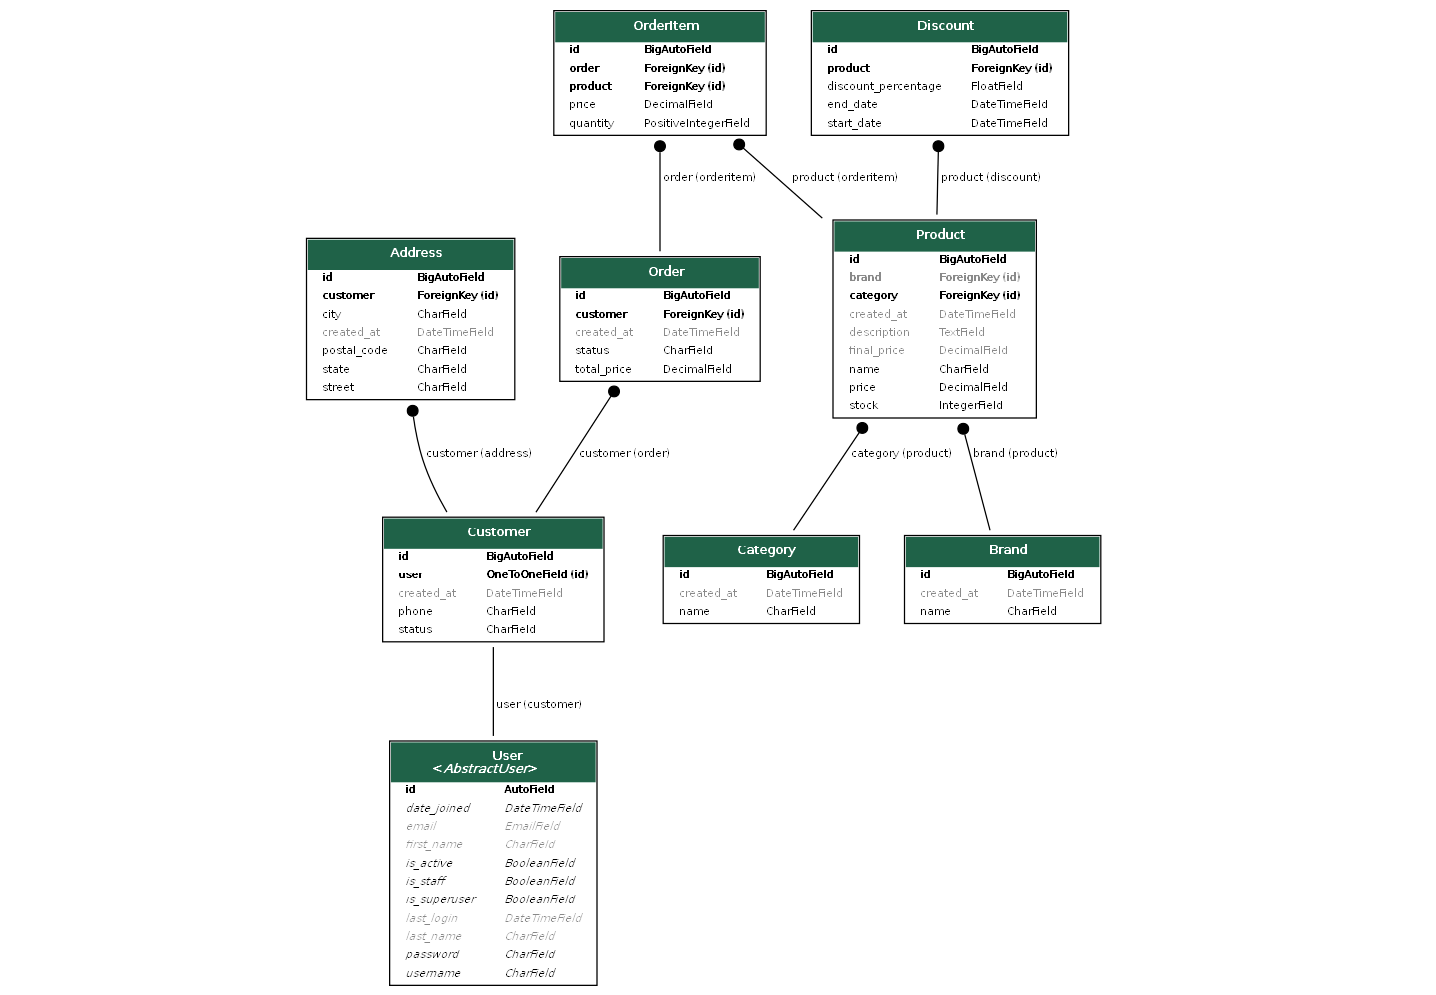 OrderItem
id BigAutoField
order ForeignKey (id)
product ForeignKey (id)
price DecimalField
quantity PositiveIntegerField
Discount
id BigAutoField
product ForeignKey (id)
discount_percentage FloatField
end_date DateTimeField
start_date DateTimeField
order (orderitem)
product (orderitem)
product (discount)
Address
id BigAutoField
customer ForeignKey (id)
city CharField
created_at DateTimeField
postal_code CharField
state CharField
street CharField
Order
id BigAutoField
customer ForeignKey (id)
created_at DateTimeField
status CharField
total_price DecimalField
Product
id BigAutoField
brand ForeignKey (id)
category ForeignKey (id)
created_at DateTimeField
description TextField
final_price DecimalField
name CharField
price DecimalField
stock IntegerField
customer (address)
customer (order)
category (product)
brand (product)
Customer
id BigAutoField
user OneToOneField (id)
created_at DateTimeField
phone CharField
status CharField
Category
id BigAutoField
created_at DateTimeField
name CharField
Brand
id BigAutoField
created_at DateTimeField
name CharField
user (customer)
User
<AbstractUser>
id AutoField
date_joined DateTimeField
email EmailField
first_name CharField
is_active BooleanField
is_staff BooleanField
is_superuser BooleanField
last_login DateTimeField
last_name CharField
password CharField
username CharField